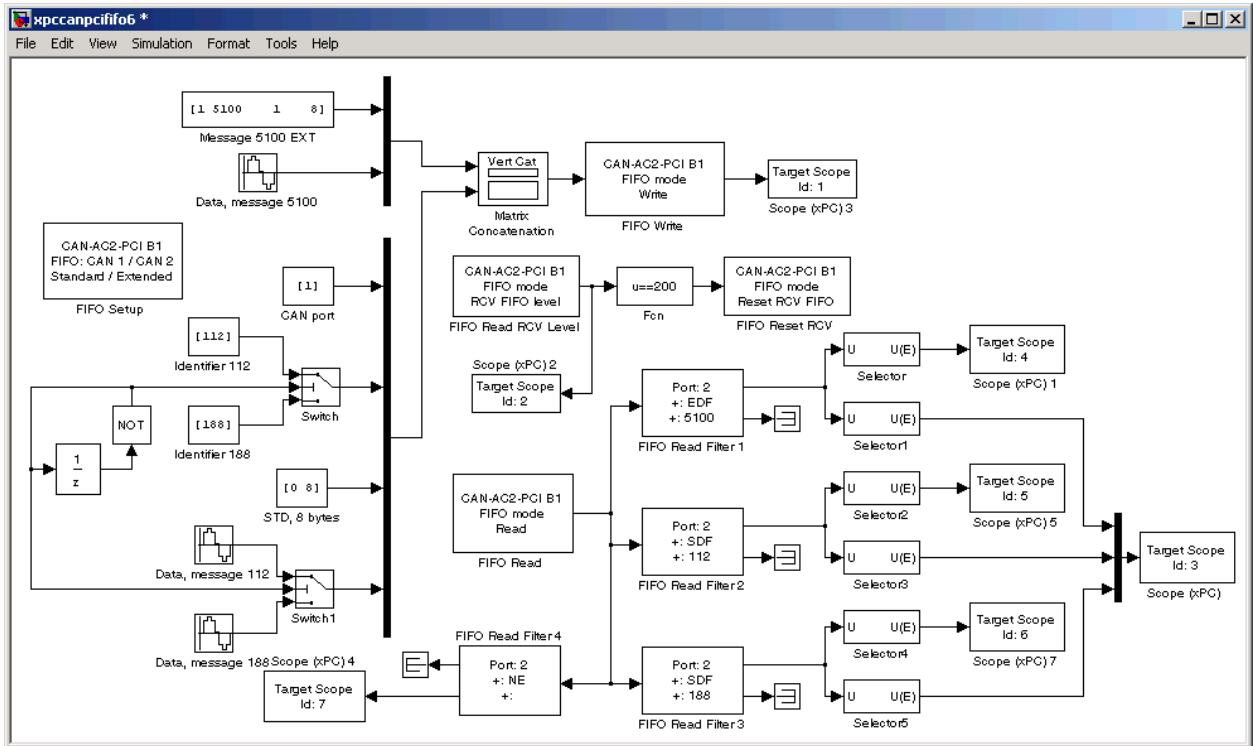 xpccanpcififo6 *
File Edit View Simulation Format Tools Help
[1 5100 1 8]
Message 5100 EXT
Data, message 5100
Vert Cat
Matrix
Concatenation
CAN-AC2-PCI B1
FIFO mode
Write
FIFO Write
Target Scope
Id: 1
Scope (xPC) 3
CAN-AC2-PCI B1
FIFO: CAN 1 / CAN 2
Standard / Extended
FIFO Setup
[1]
CAN port
CAN-AC2-PCI B1
FIFO mode
RCV FIFO level
FIFO Read RCV Level
u==200
Fcn
CAN-AC2-PCI B1
FIFO mode
Reset RCV FIFO
FIFO Reset RCV
[112]
Identifier 112
Switch
NOT
[188]
Identifier 188
1
z
Scope (xPC) 2
Target Scope
Id: 2
Port: 2
+: EDF
+: 5100
FIFO Read Filter 1
U U(E)
Selector
Target Scope
Id: 4
Scope (xPC) 1
U U(E)
Selector1
[0 8]
STD, 8 bytes
CAN-AC2-PCI B1
FIFO mode
Read
FIFO Read
Port: 2
+: SDF
+: 112
FIFO Read Filter 2
U U(E)
Selector2
Target Scope
Id: 5
Scope (xPC) 5
U U(E)
Selector3
Target Scope
Id: 3
Scope (xPC)
Data, message 112
Switch1
Data, message 188
Scope (xPC) 4
Target Scope
Id: 7
FIFO Read Filter 4
Port: 2
+: NE
+:
Port: 2
+: SDF
+: 188
FIFO Read Filter 3
U U(E)
Selector4
Target Scope
Id: 6
Scope (xPC) 7
U U(E)
Selector5